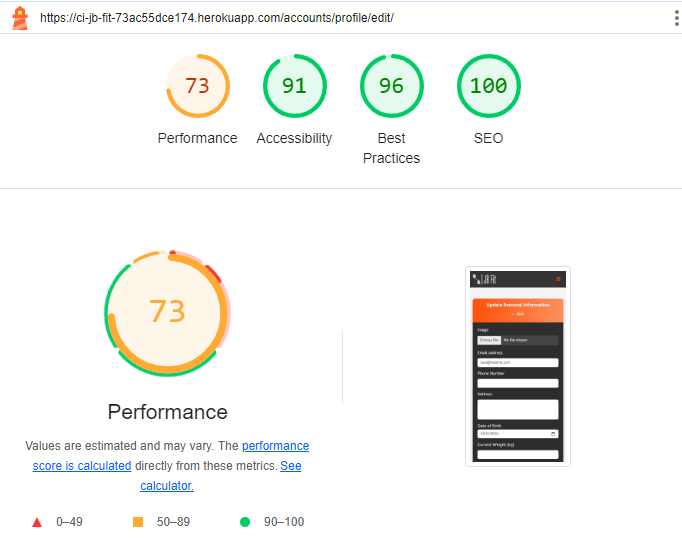 https://ci-jb-fit-73ac55dce174.herokuapp.com/accounts/profile/edit/
73
91
96
100
Performance
Accessibility
Best
Practices
SEO
73
Performance
Values are estimated and may vary. The performance
score is calculated directly from these metrics. See
calculator.
0–49
50–89
90–100
JB Fit
Update Personal Information
Image
Choose file No file chosen
Email address
Phone Number
Address
Date of Birth
Current Weight (kg)